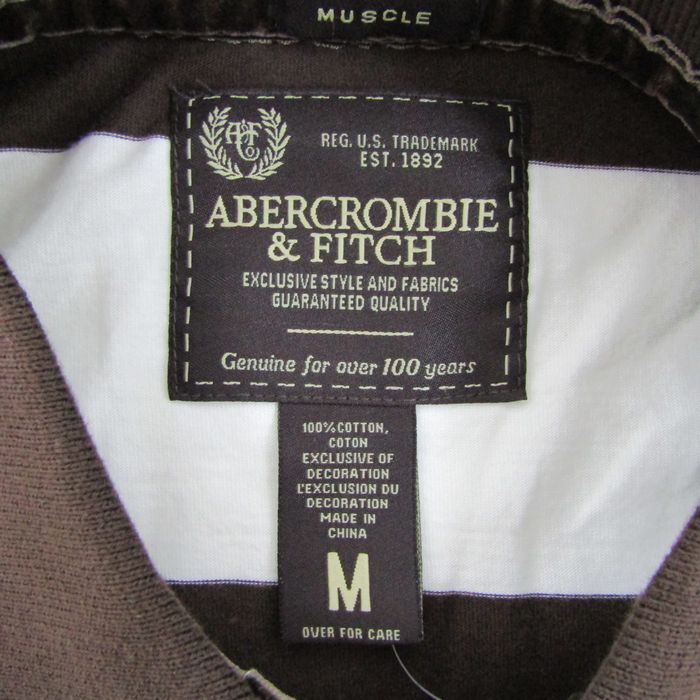 MUSCLE
A&F Co
REG. U.S. TRADEMARK
EST. 1892
ABERCROMBIE
& FITCH
EXCLUSIVE STYLE AND FABRICS
GUARANTEED QUALITY
Genuine for over 100 years
100% COTTON,
COTON
EXCLUSIVE OF
DECORATION
L'EXCLUSION DU
DECORATION
MADE IN
CHINA
M
OVER FOR CARE